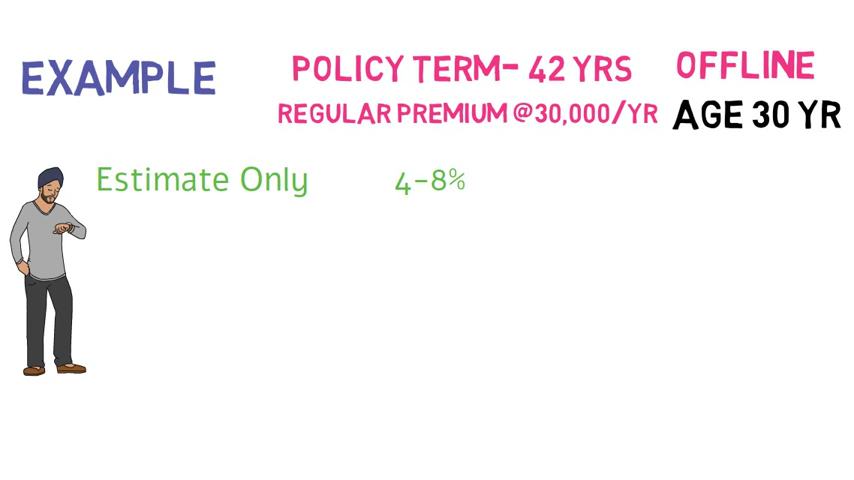 EXAMPLE
POLICY TERM- 42 YRS
OFFLINE
REGULAR PREMIUM @30,000/YR
AGE 30 YR
Estimate Only
4-8%